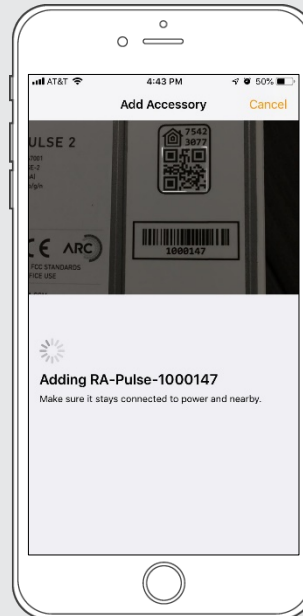 AT&T 4:43 PM 50%
Add Accessory Cancel
ULSE 2
7542
3077
ARC
FCC STANDARDS
FICE USE
1000147
Adding RA-Pulse-1000147
Make sure it stays connected to power and nearby.